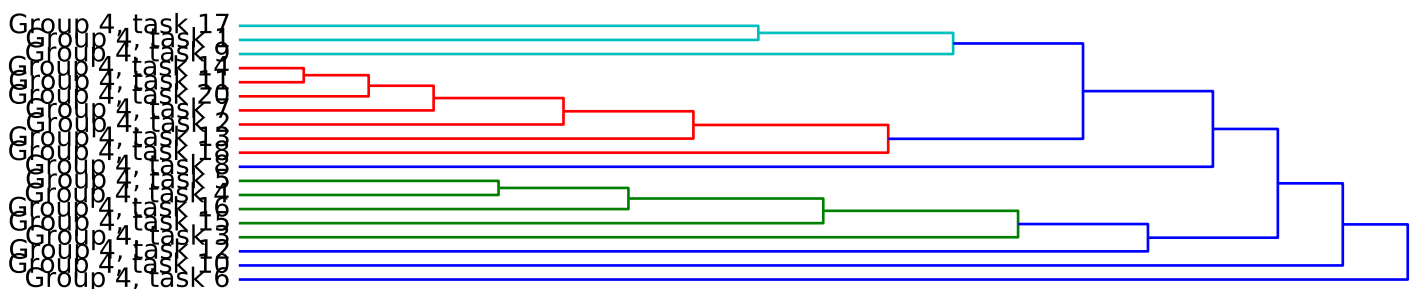 Group 4, task 17
Group 4, task 1
Group 4, task 9
Group 4, task 14
Group 4, task 11
Group 4, task 20
Group 4, task 7
Group 4, task 2
Group 4, task 13
Group 4, task 18
Group 4, task 8
Group 4, task 5
Group 4, task 4
Group 4, task 16
Group 4, task 15
Group 4, task 3
Group 4, task 12
Group 4, task 10
Group 4, task 6